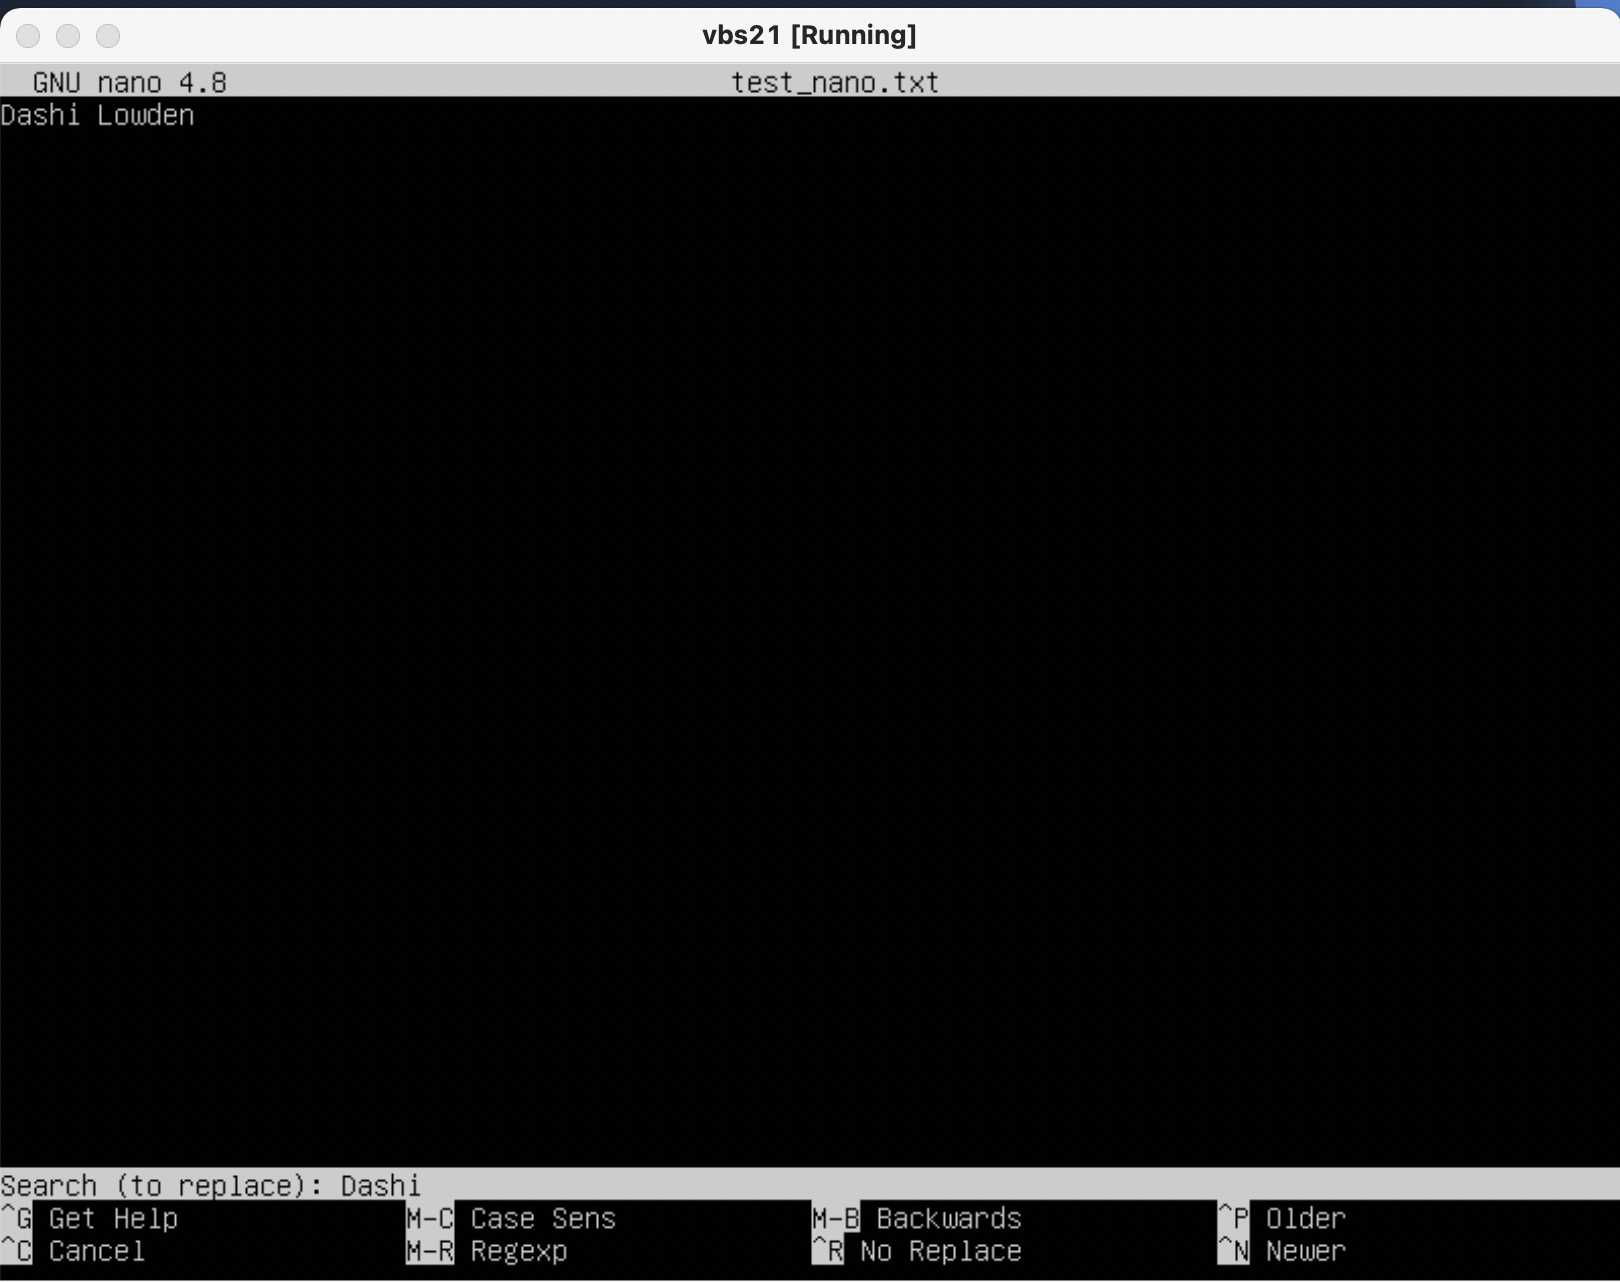 vbs21 [Running]
GNU nano 4.8 test_nano.txt
Dashi Lowden
Search (to replace): Dashi
^G Get Help M-C Case Sens M-B Backwards ^P Older
^C Cancel M-R Regexp ^R No Replace ^N Newer